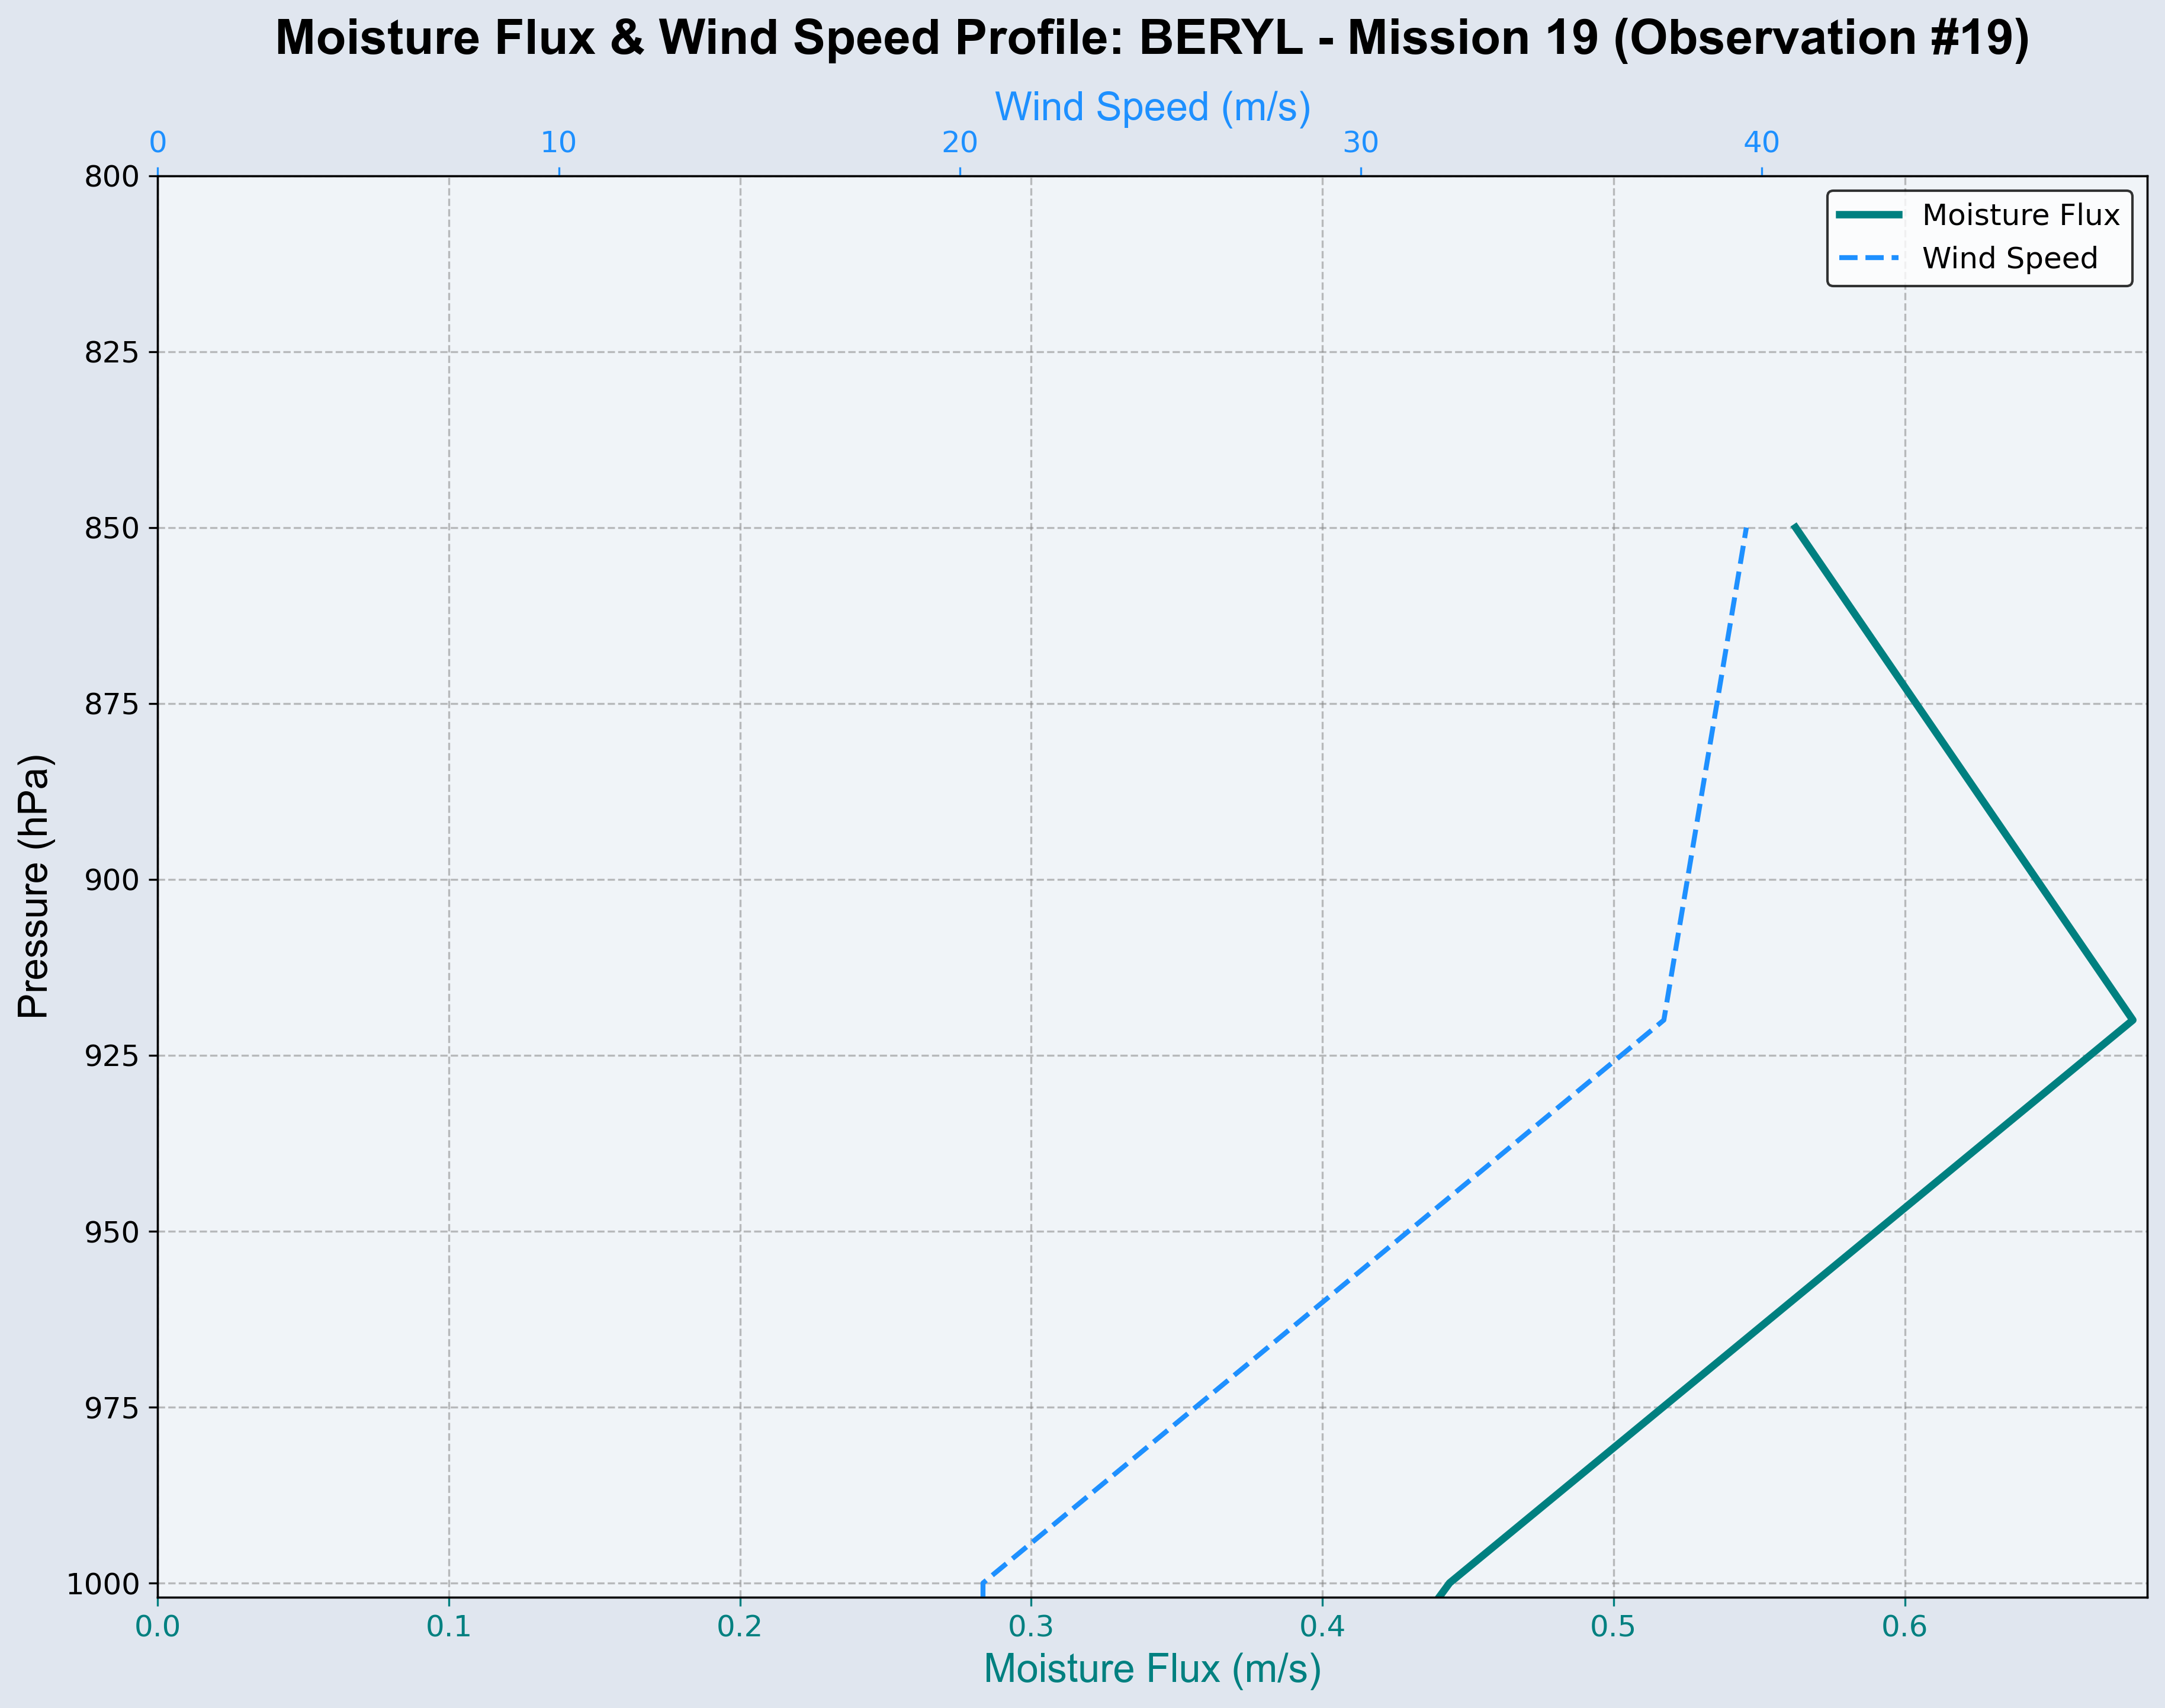 Moisture Flux & Wind Speed Profile: BERYL - Mission 19 (Observation #19)
Wind Speed (m/s)
0 10 20 30 40
Moisture Flux
Wind Speed
800
825
850
875
900
925
950
975
1000
Pressure (hPa)
0.0 0.1 0.2 0.3 0.4 0.5 0.6
Moisture Flux (m/s)